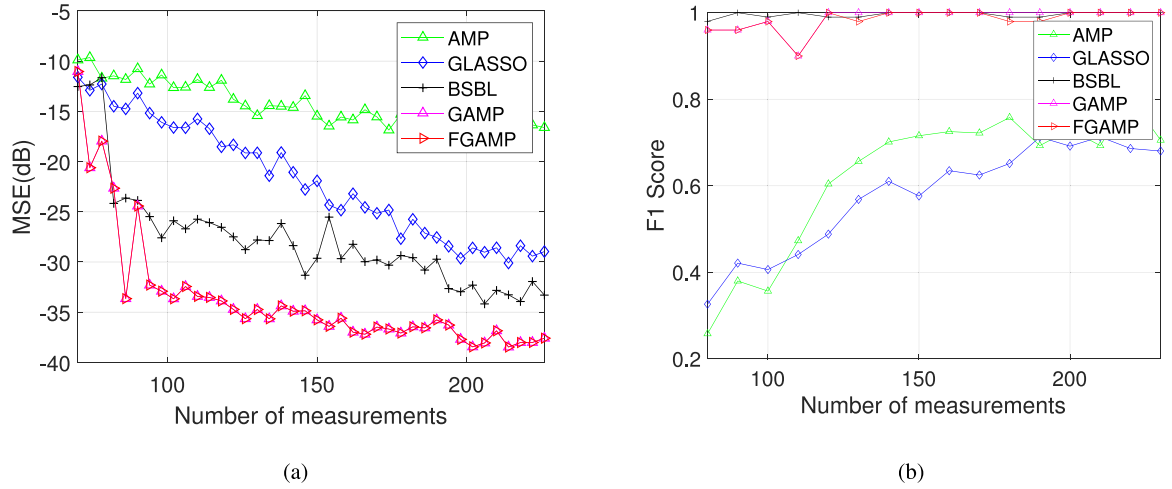 -5
-10
-15
-20
-25
-30
-35
-40
MSE(dB)
100
150
200
Number of measurements
AMP
GLASSO
BSBL
GAMP
FGAMP
(a)
1
0.8
0.6
0.4
0.2
F1 Score
100
150
200
Number of measurements
AMP
GLASSO
BSBL
GAMP
FGAMP
(b)